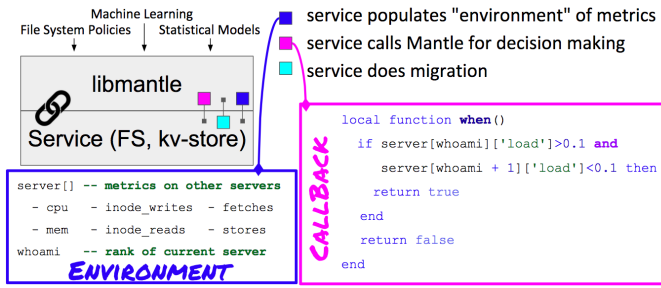 Machine Learning
File System Policies
Statistical Models
libmantle
Service (FS, kv-store)
service populates "environment" of metrics
service calls Mantle for decision making
service does migration
server[] -- metrics on other servers
- cpu - inode_writes - fetches
- mem - inode_reads - stores
whoami -- rank of current server
ENVIRONMENT
CALLBACK
local function when()
if server[whoami]['load']>0.1 and
server[whoami + 1]['load']<0.1 then
return true
end
return false
end